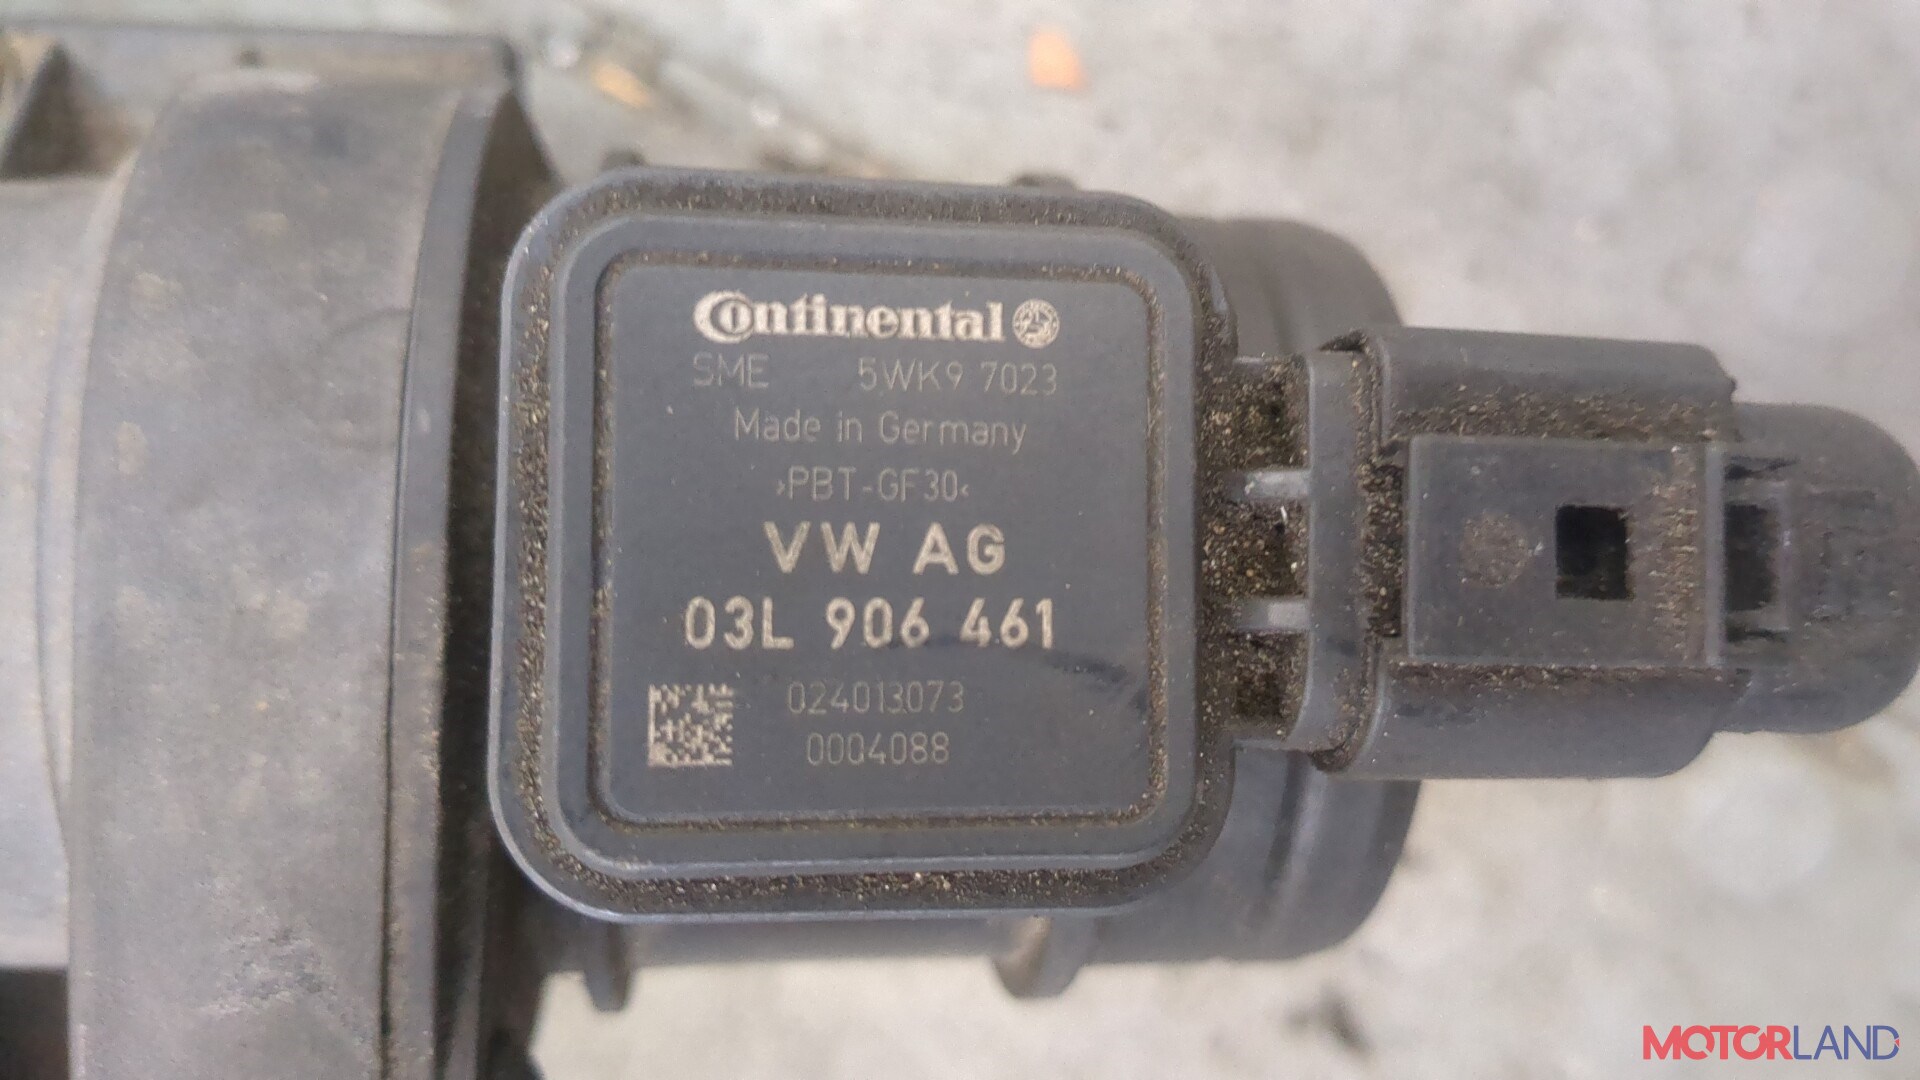 Continental
SME 5WK9 7023
Made in Germany
›PBT-GF30‹
VW AG
03L 906 461
024013073
0004088
MOTORLAND